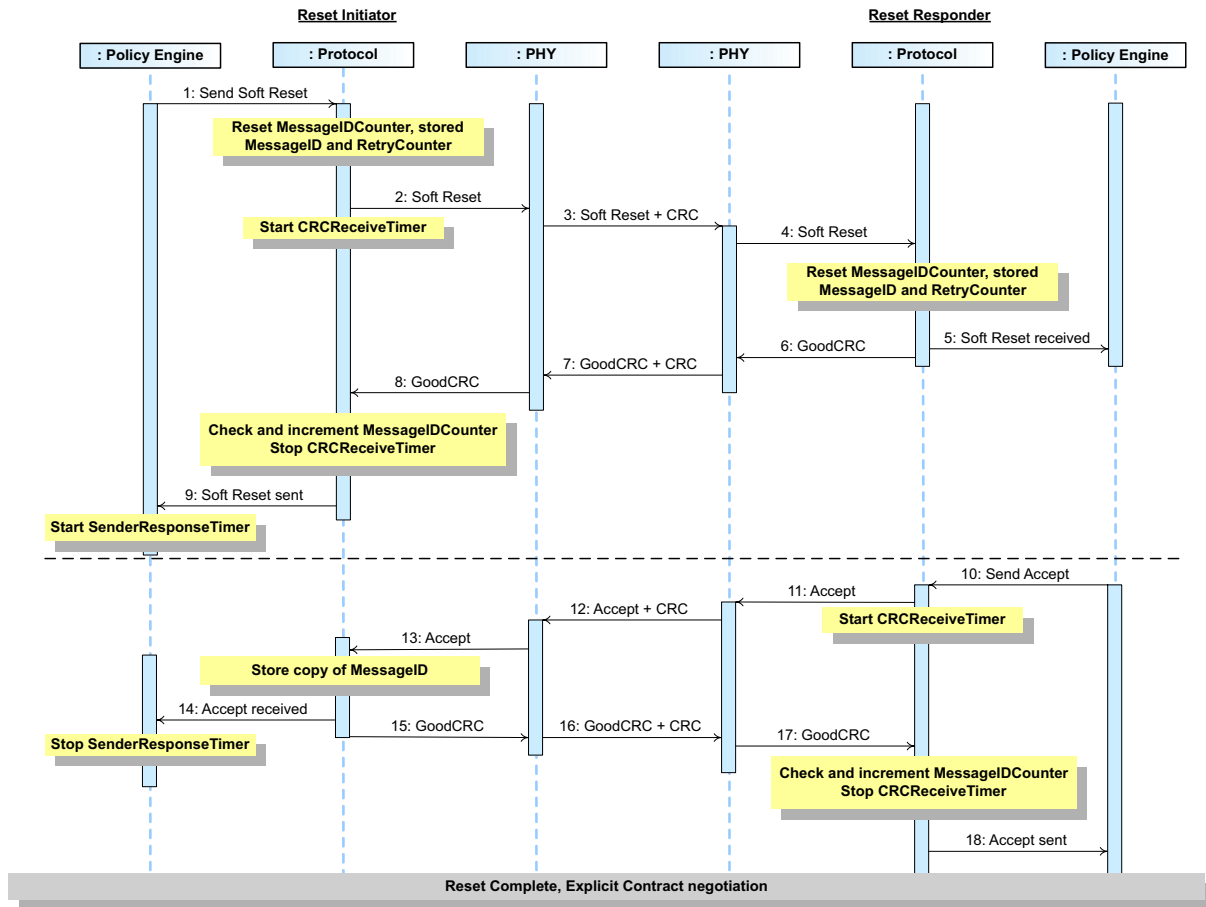 Reset Initiator
Reset Responder
: Policy Engine
: Protocol
: PHY
: PHY
: Protocol
: Policy Engine
1: Send Soft Reset
Reset MessageIDCounter, stored
MessageID and RetryCounter
2: Soft Reset
Start CRCReceiveTimer
3: Soft Reset + CRC
4: Soft Reset
Reset MessageIDCounter, stored
MessageID and RetryCounter
5: Soft Reset received
6: GoodCRC
7: GoodCRC + CRC
8: GoodCRC
Check and increment MessageIDCounter
Stop CRCReceiveTimer
9: Soft Reset sent
Start SenderResponseTimer
10: Send Accept
11: Accept
Start CRCReceiveTimer
12: Accept + CRC
13: Accept
Store copy of MessageID
14: Accept received
Stop SenderResponseTimer
15: GoodCRC
16: GoodCRC + CRC
17: GoodCRC
Check and increment MessageIDCounter
Stop CRCReceiveTimer
18: Accept sent
Reset Complete, Explicit Contract negotiation